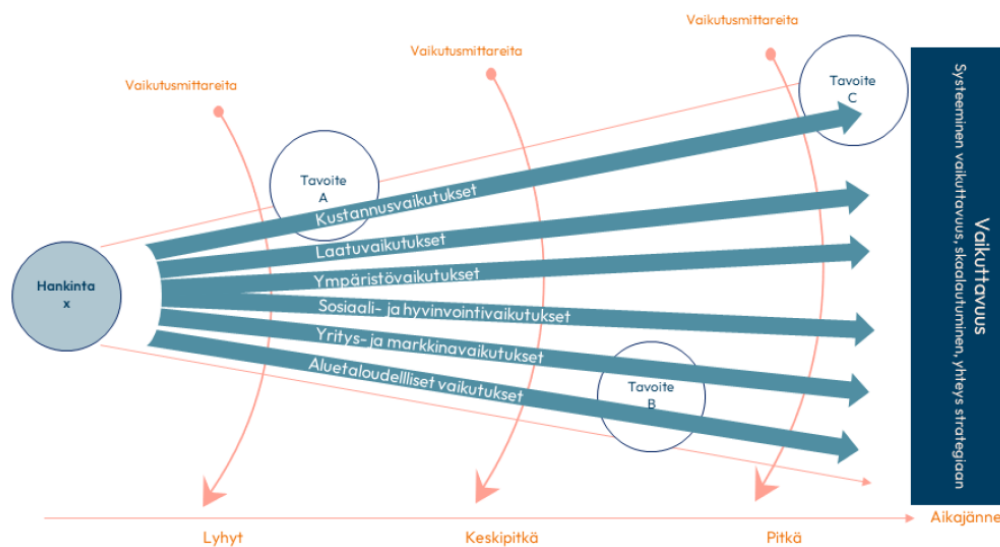 Vaikutusmittareita
Vaikutusmittareita
Vaikutusmittareita
Tavoite
A
Tavoite
C
Hankinta
x
Kustannusvaikutukset
Laatuvaikutukset
Ympäristövaikutukset
Sosiaali- ja hyvinvointivaikutukset
Yritys- ja markkinavaikutukset
Aluetaloudellliset vaikutukset
Tavoite
B
Vaikuttavuus
Systeeminen vaikuttavuus, skaalautuminen, yhteys strategiaan
Aikajänne
Lyhyt
Keskipitkä
Pitkä